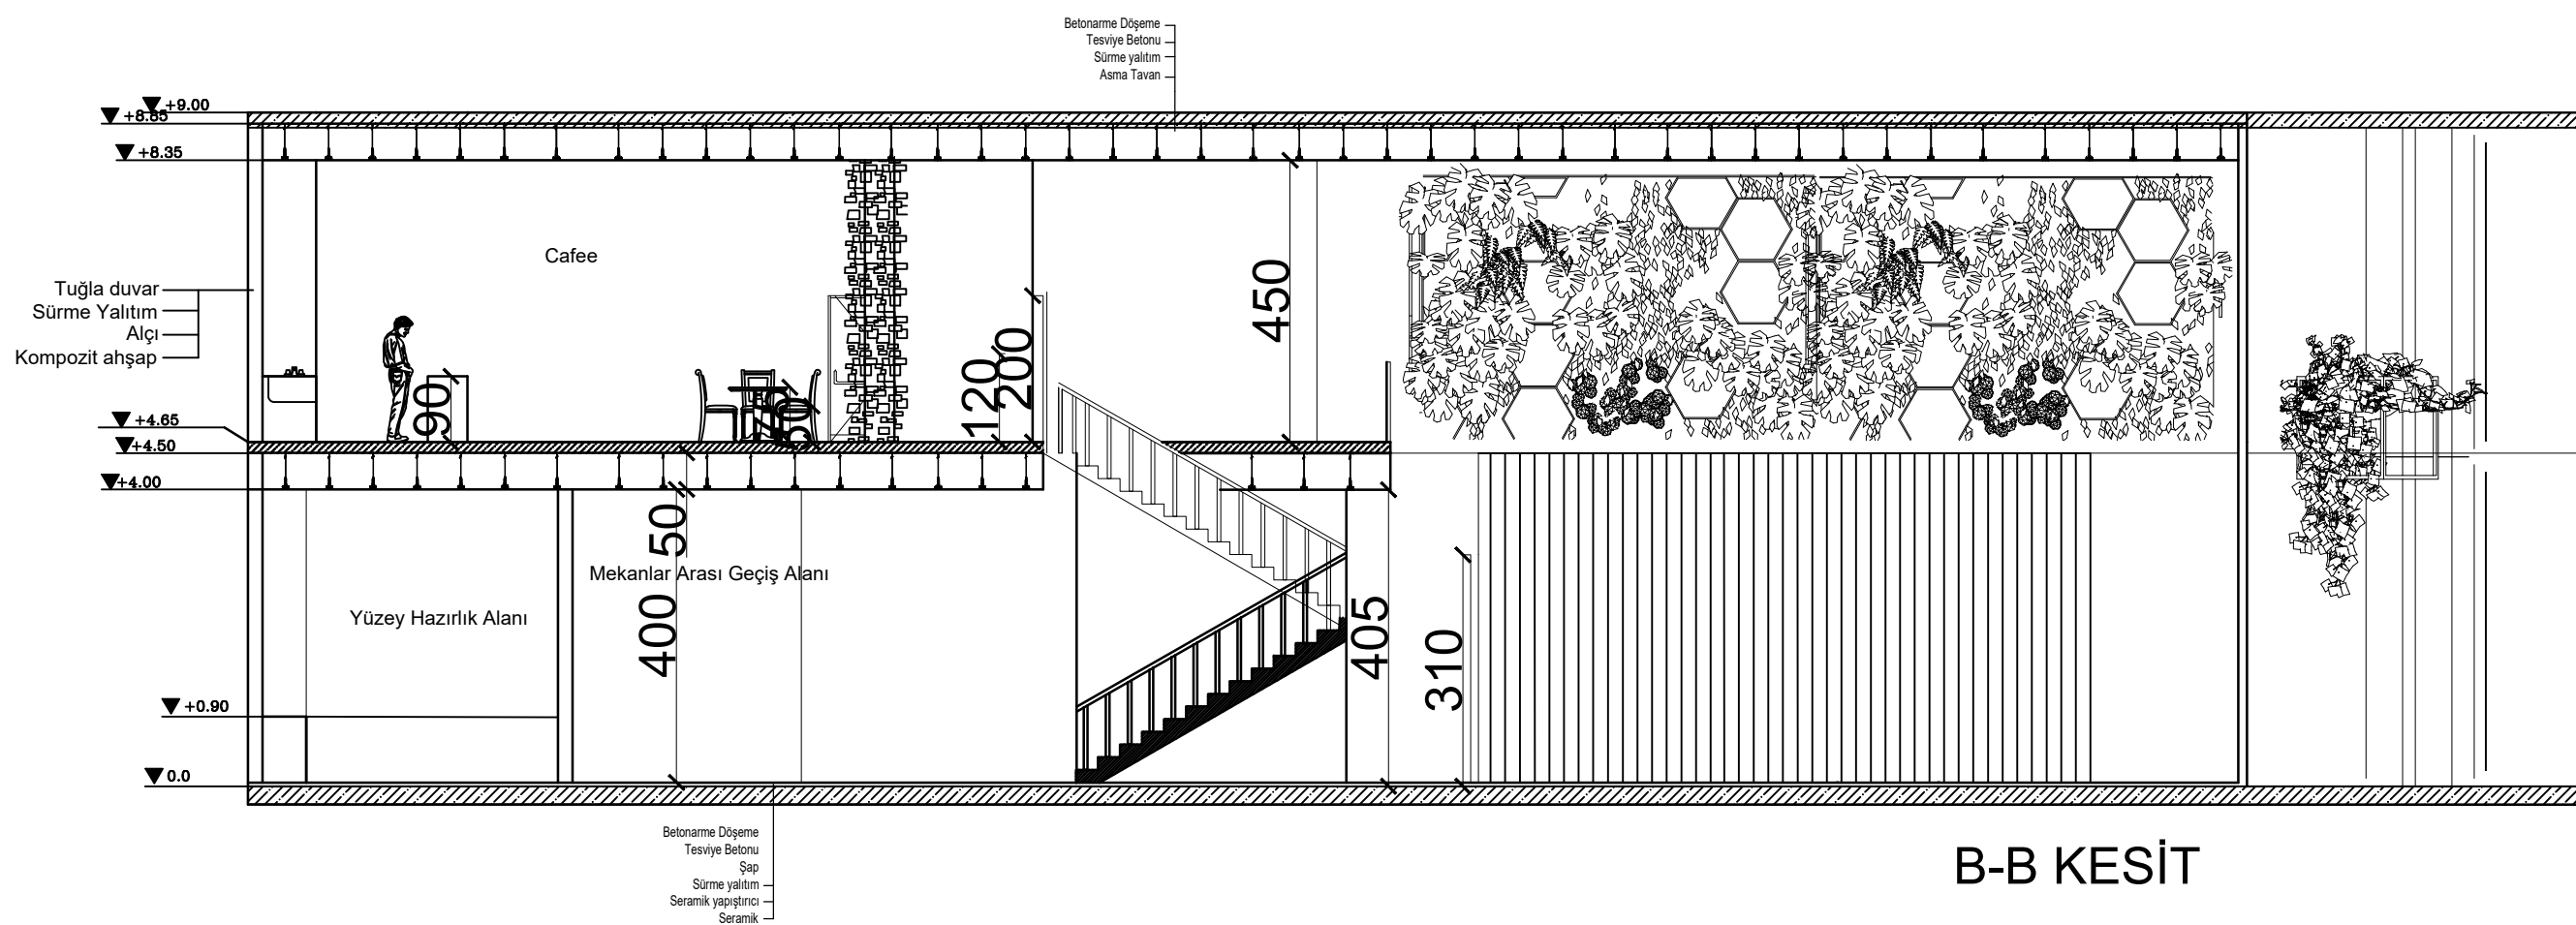 Betonarme Döşeme
Tesviye Betonu
Sürme yalıtım
Asma Tavan
+9.00
+8.85
+8.35
Cafee
Tuğla duvar
Sürme Yalıtım
Alçı
Kompozit ahşap
450
200
120
90
+4.65
+4.50
+4.00
50
Mekanlar Arası Geçiş Alanı
Yüzey Hazırlık Alanı
400
405
310
+0.90
0.0
Betonarme Döşeme
Tesviye Betonu
Şap
Sürme yalıtım
Seramik yapıştırıcı
Seramik
B-B KESİT